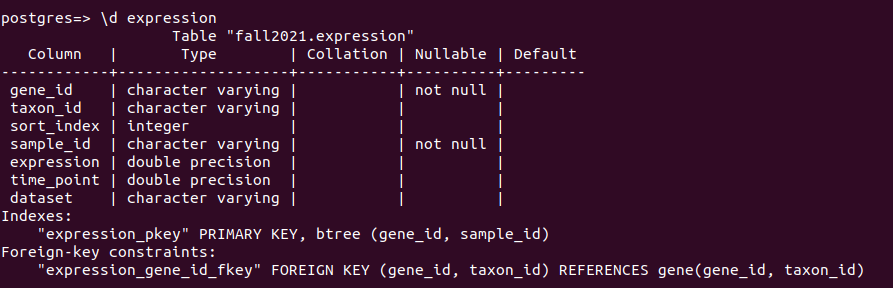 postgres=> \d expression
                    Table "fall2021.expression"
   Column   |       Type        | Collation | Nullable | Default
------------+-------------------+-----------+----------+---------
 gene_id    | character varying |           | not null |
 taxon_id   | character varying |           |          |
 sort_index | integer           |           |          |
 sample_id  | character varying |           | not null |
 expression | double precision  |           |          |
 time_point | double precision  |           |          |
 dataset    | character varying |           |          |
Indexes:
    "expression_pkey" PRIMARY KEY, btree (gene_id, sample_id)
Foreign-key constraints:
    "expression_gene_id_fkey" FOREIGN KEY (gene_id, taxon_id) REFERENCES gene(gene_id, taxon_id)